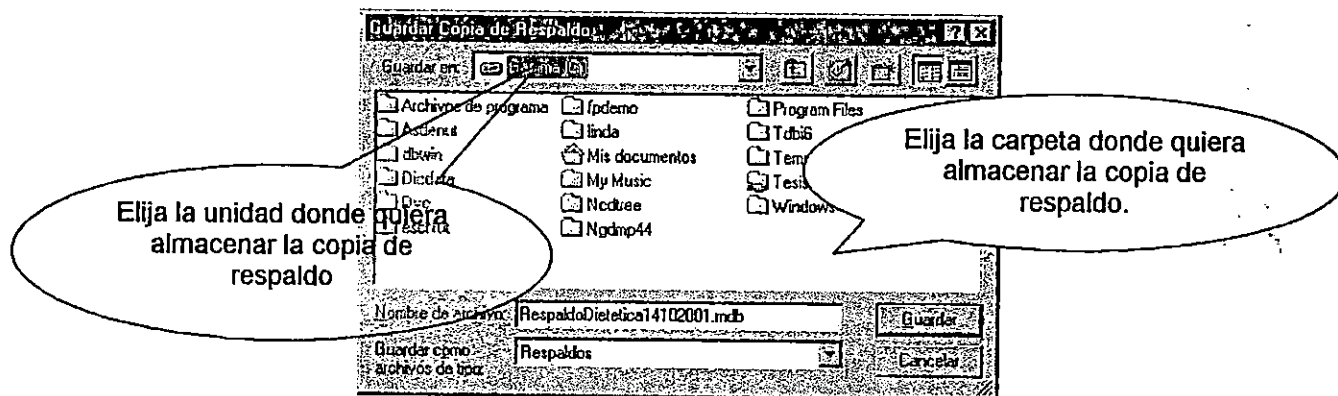 Guardar Copia de Respaldo
Guardar en:
Archivos de programa
dbwin
fpdemo
linda
Mis documentos
My Music
Ncdtree
Ngdmp44
Program Files
Tdbi6
Windows
Elija la unidad donde quiera
almacenar la copia de
respaldo
Elija la carpeta donde quiera
almacenar la copia de
respaldo.
Nombre de archivo:
RespaldoDietetica14102001.mdb
Guardar
Guardar como
archivos de tipo:
Respaldos
Cancelar